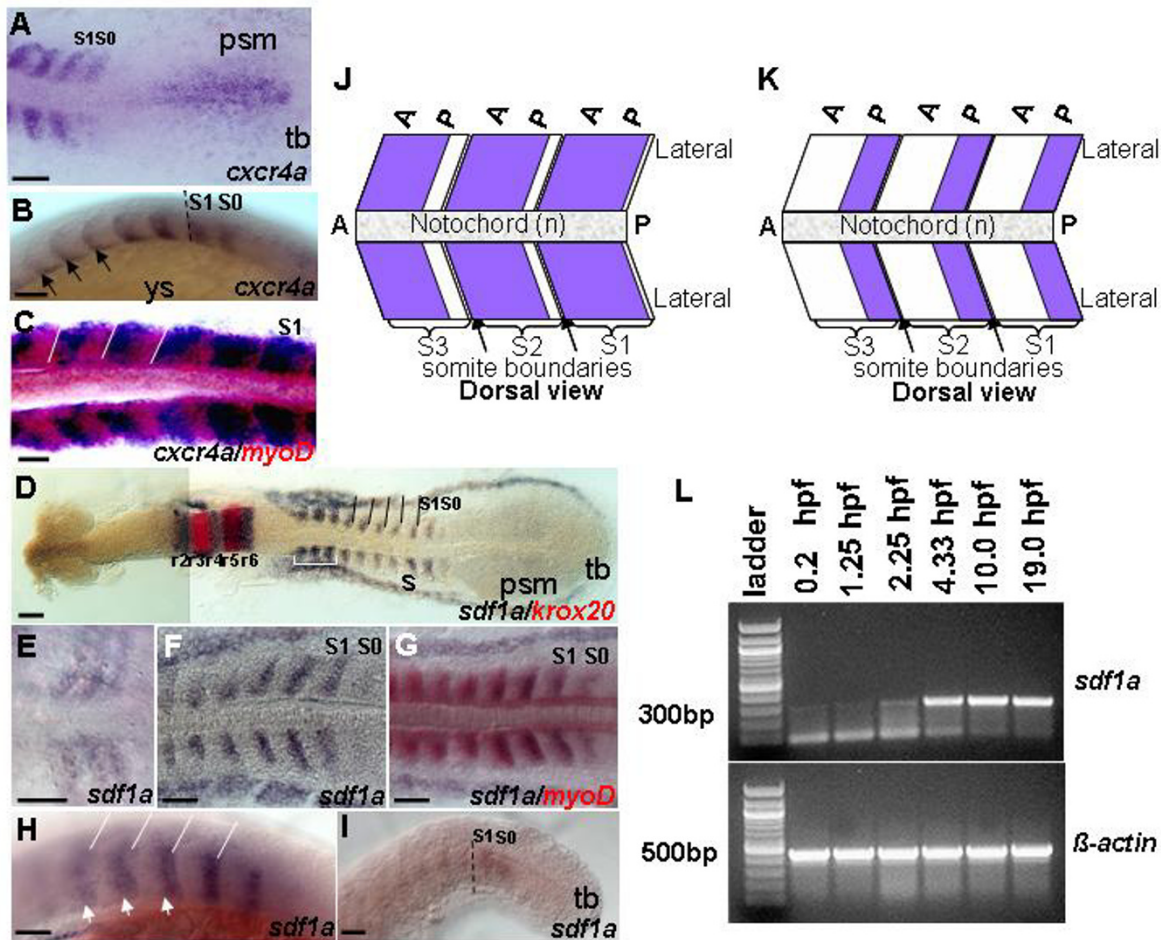 A
S1S0
psm
tb
cxcr4a
B
S1 S0
ys
cxcr4a
C
S1
cxcr4a/myoD
D
S1S0
r2r3r4r5r6
S
psm
tb
sdf1a/krox20
E
sdf1a
F
S1 S0
sdf1a
G
S1 S0
sdf1a/myoD
H
sdf1a
I
S1S0
tb
sdf1a
J
A P A P A P
Lateral
A Notochord (n) P
Lateral
S3 S2 S1
somite boundaries
Dorsal view
K
A P A P A P
Lateral
A Notochord (n) P
Lateral
S3 S2 S1
somite boundaries
Dorsal view
L
ladder
0.2 hpf
1.25 hpf
2.25 hpf
4.33 hpf
10.0 hpf
19.0 hpf
300bp
sdf1a
500bp
ß-actin